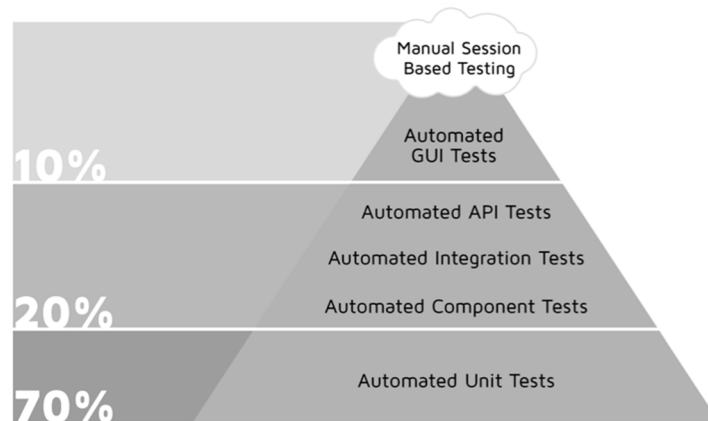 Manual Session
Based Testing
Automated
GUI Tests
10%
Automated API Tests
Automated Integration Tests
Automated Component Tests
20%
Automated Unit Tests
70%